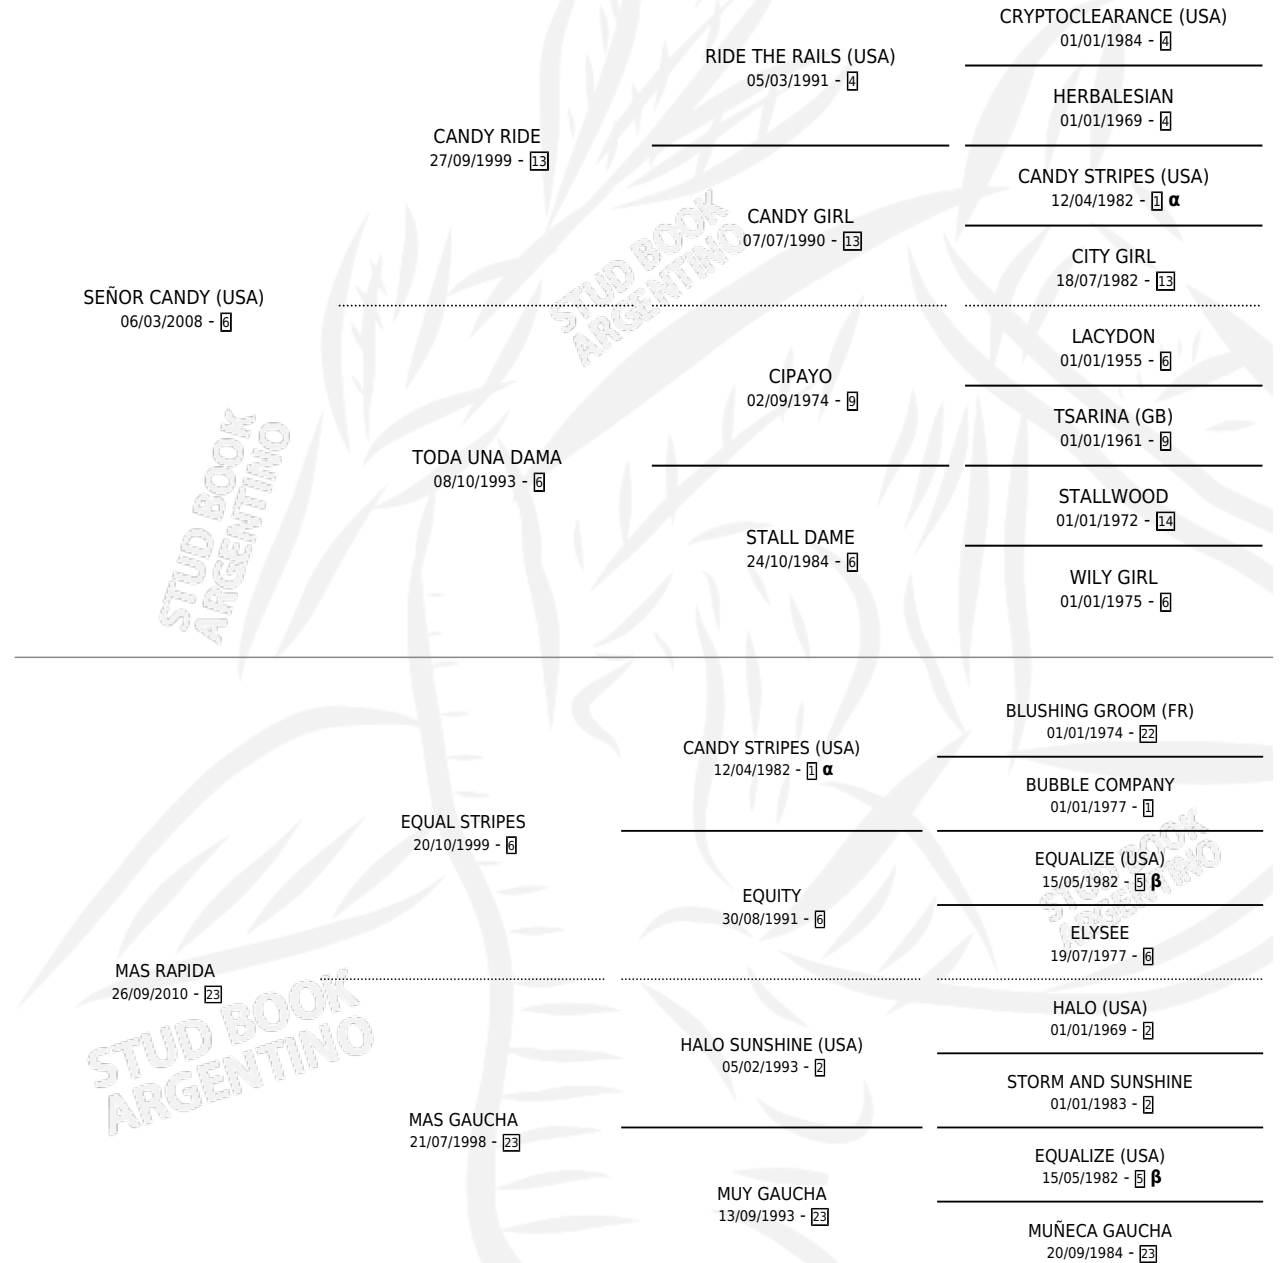 CRYPTOCLEARANCE (USA)
01/01/1984 - 4
RIDE THE RAILS (USA)
05/03/1991 - 4
HERBALESIAN
01/01/1969 - 4
CANDY RIDE
27/09/1999 - 13
CANDY STRIPES (USA)
12/04/1982 - 1 α
CANDY GIRL
07/07/1990 - 13
CITY GIRL
18/07/1982 - 13
SEÑOR CANDY (USA)
06/03/2008 - 6
LACYDON
01/01/1955 - 6
CIPAYO
02/09/1974 - 9
TSARINA (GB)
01/01/1961 - 9
TODA UNA DAMA
08/10/1993 - 6
STALLWOOD
01/01/1972 - 14
STALL DAME
24/10/1984 - 6
WILY GIRL
01/01/1975 - 6
BLUSHING GROOM (FR)
01/01/1974 - 22
CANDY STRIPES (USA)
12/04/1982 - 1 α
BUBBLE COMPANY
01/01/1977 - 1
EQUAL STRIPES
20/10/1999 - 6
EQUALIZE (USA)
15/05/1982 - 5 β
EQUITY
30/08/1991 - 6
ELYSEE
19/07/1977 - 6
MAS RAPIDA
26/09/2010 - 23
HALO (USA)
01/01/1969 - 2
HALO SUNSHINE (USA)
05/02/1993 - 2
STORM AND SUNSHINE
01/01/1983 - 2
MAS GAUCHA
21/07/1998 - 23
EQUALIZE (USA)
15/05/1982 - 5 β
MUY GAUCHA
13/09/1993 - 23
MUÑECA GAUCHA
20/09/1984 - 23
STUD BOOK
ARGENTINO
STUD BOOK
ARGENTINO
STUD BOOK
ARGENTINO
STUD BOOK
ARGENTINO